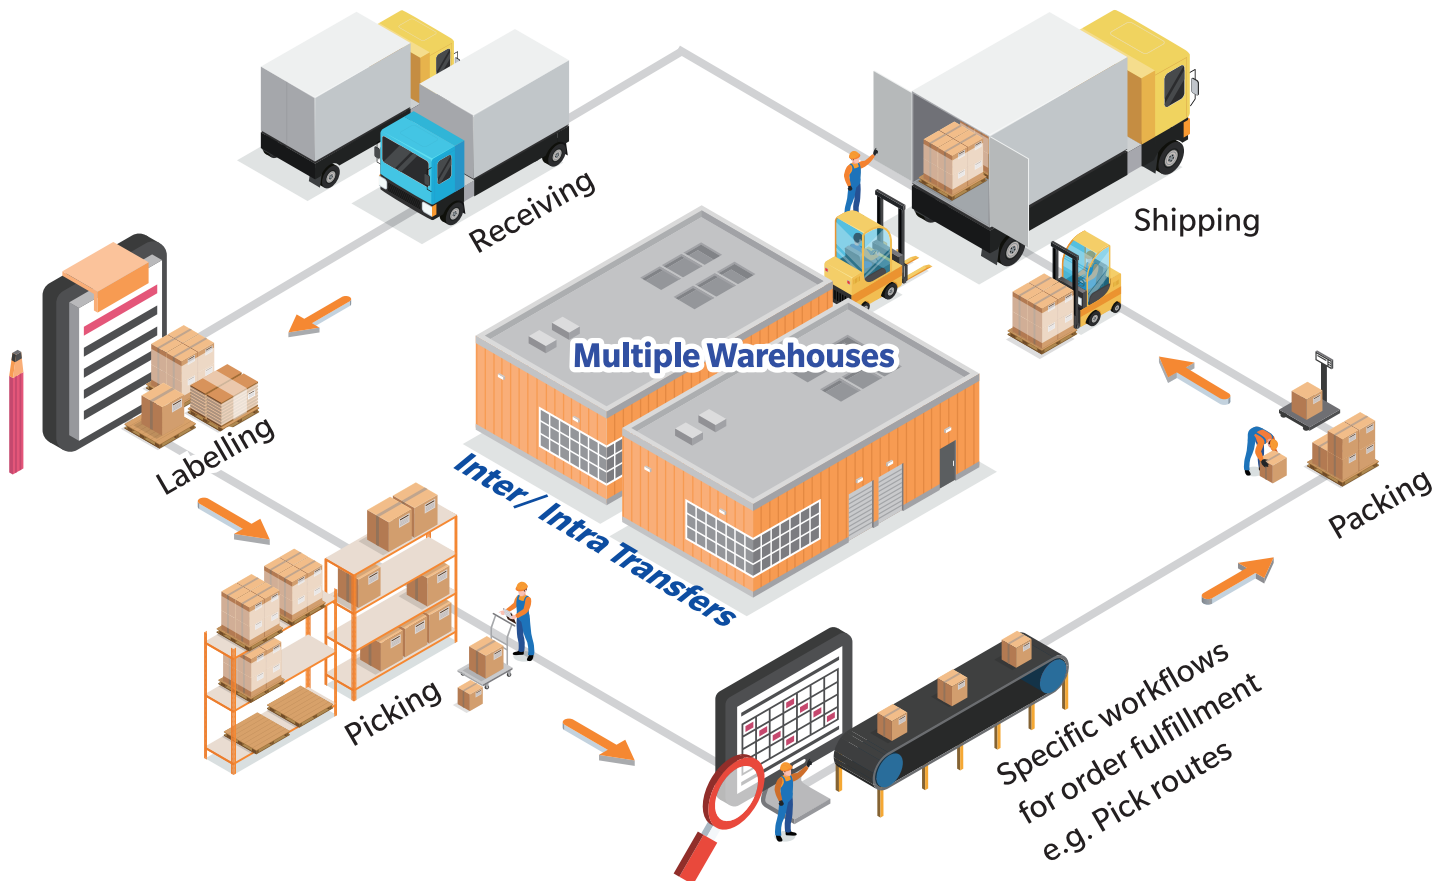 Receiving
Shipping
Multiple Warehouses
Labelling
Inter/ Intra Transfers
Packing
Picking
Specific workflows
for order fulfillment
e.g. Pick routes